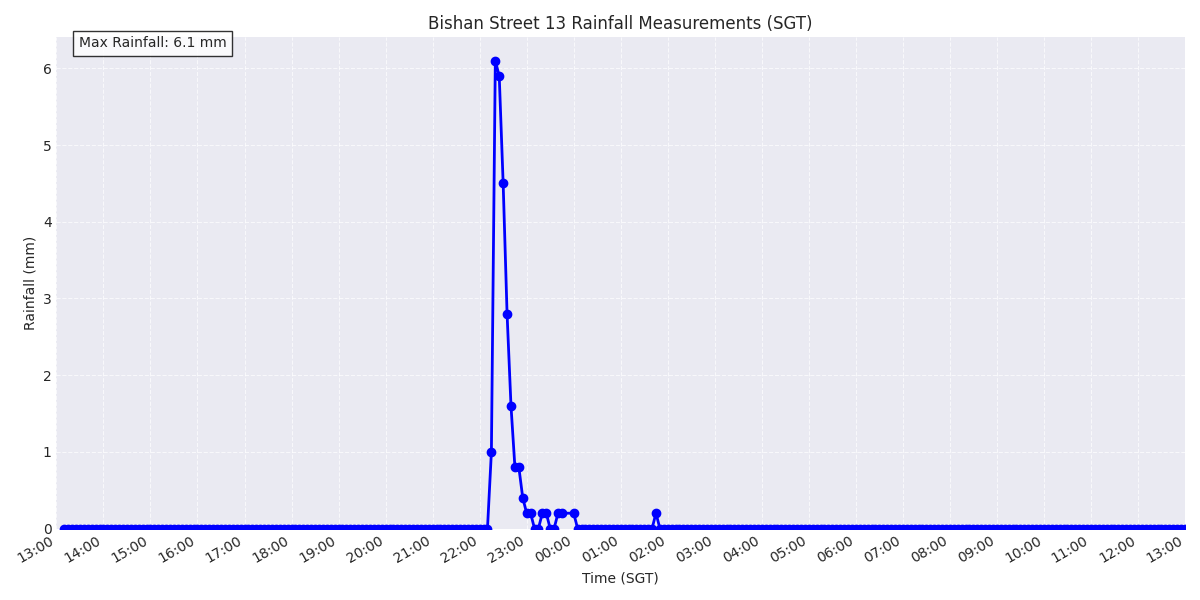 Bishan Street 13 Rainfall Measurements (SGT)
Max Rainfall: 6.1 mm
6
5
4
3
2
1
0
Rainfall (mm)
13:00 14:00 15:00 16:00 17:00 18:00 19:00 20:00 21:00 22:00 23:00 00:00 01:00 02:00 03:00 04:00 05:00 06:00 07:00 08:00 09:00 10:00 11:00 12:00 13:00
Time (SGT)